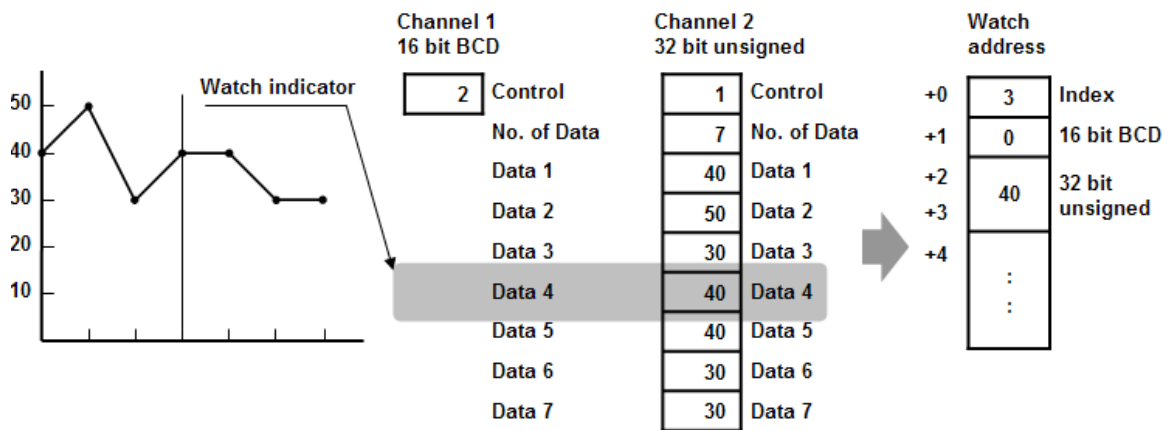 Channel 1
16 bit BCD
Channel 2
32 bit unsigned
Watch
address
50
40
30
20
10
Watch indicator
2 Control
No. of Data
Data 1
Data 2
Data 3
Data 4
Data 5
Data 6
Data 7
1 Control
7 No. of Data
40 Data 1
50 Data 2
30 Data 3
40 Data 4
40 Data 5
30 Data 6
30 Data 7
+0 3 Index
+1 0 16 bit BCD
+2
+3
40
32 bit
unsigned
+4
:
: